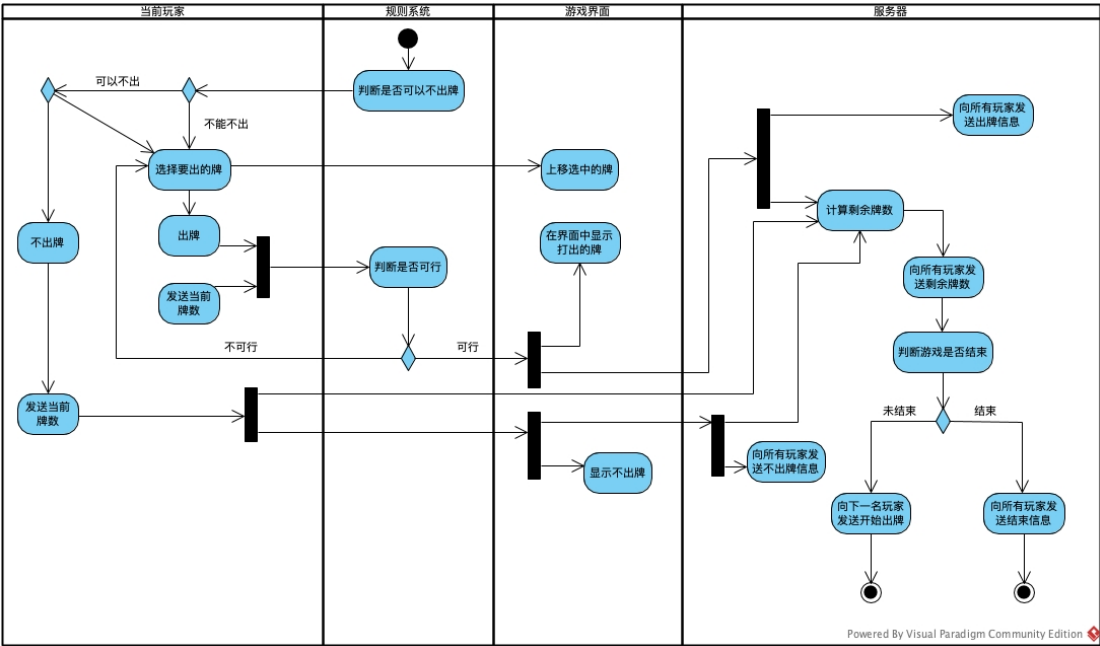 当前玩家
规则系统
游戏界面
服务器
可以不出
判断是否可以不出牌
不能不出
向所有玩家发
送出牌信息
选择要出的牌
上移选中的牌
计算剩余牌数
不出牌
出牌
在界面中显示
打出的牌
判断是否可行
向所有玩家发
送剩余牌数
发送当前
牌数
不可行
可行
判断游戏是否结束
发送当前
牌数
未结束
结束
显示不出牌
向所有玩家发
送不出牌信息
向下一名玩家
发送开始出牌
向所有玩家发
送结束信息
Powered By Visual Paradigm Community Edition